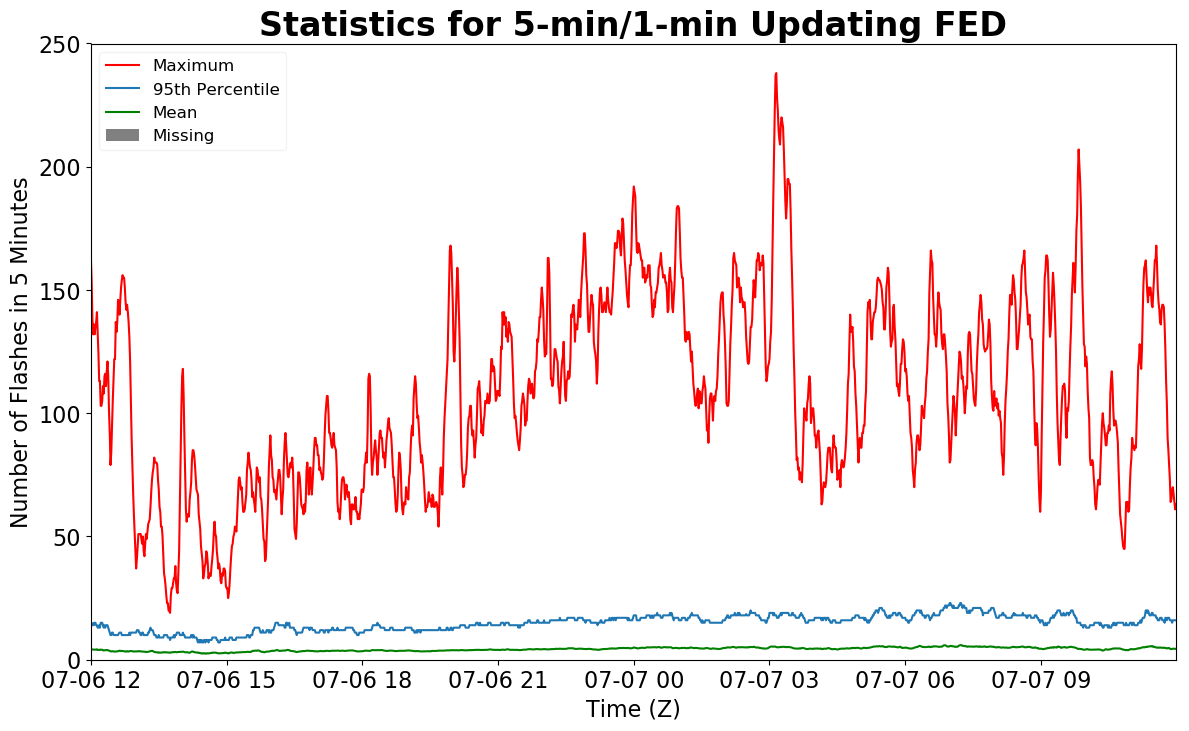 Statistics for 5-min/1-min Updating FED
Maximum
95th Percentile
Mean
Missing
Number of Flashes in 5 Minutes
250
200
150
100
50
0
07-06 12
07-06 15
07-06 18
07-06 21
07-07 00
07-07 03
07-07 06
07-07 09
Time (Z)